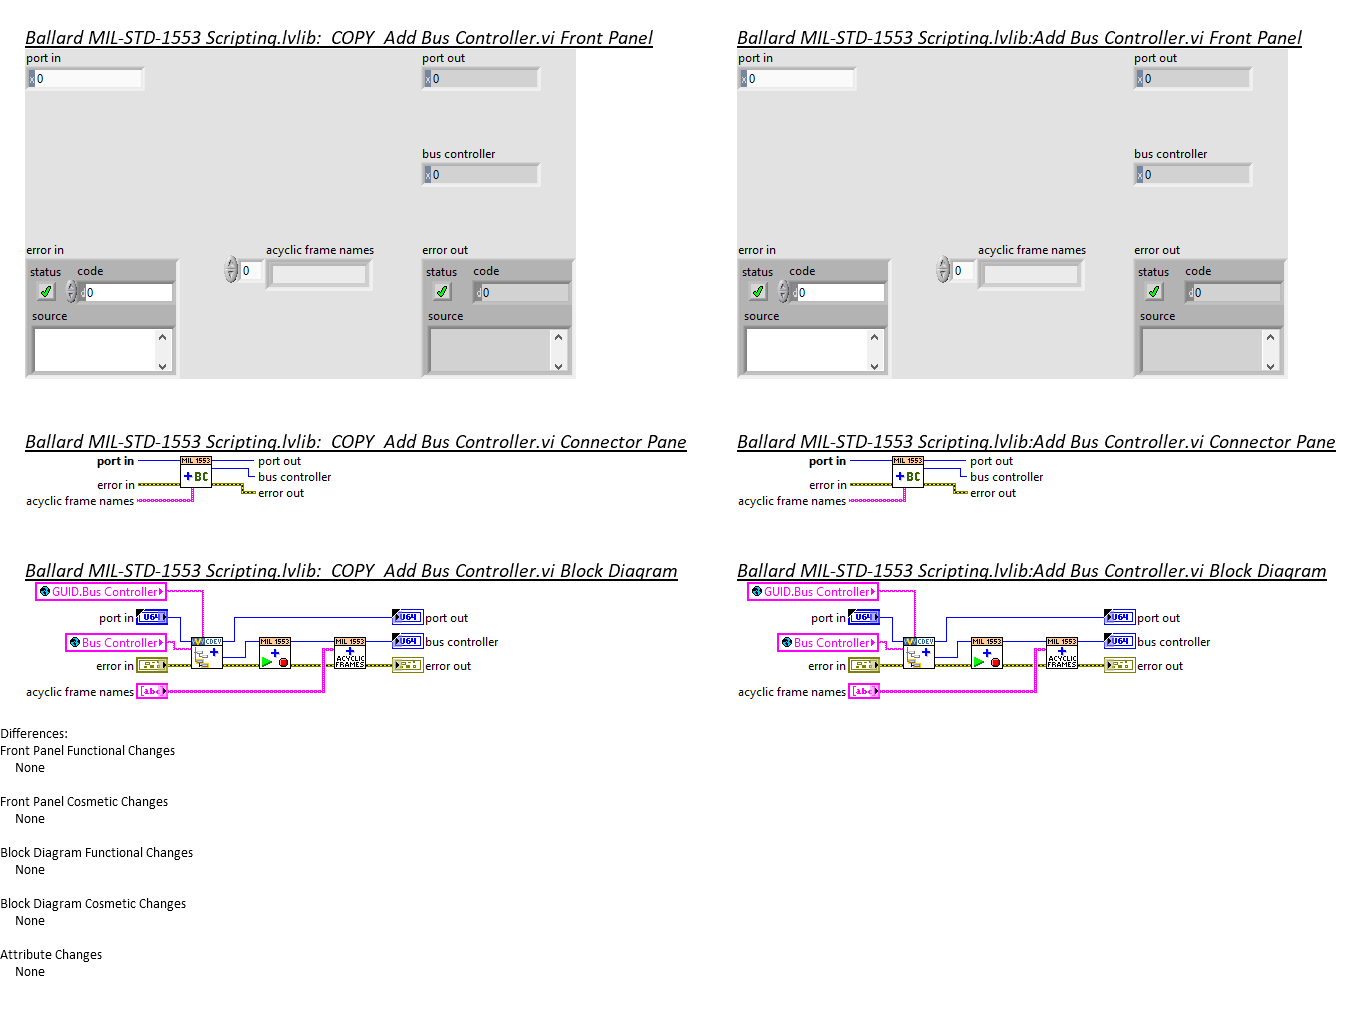 Ballard MIL-STD-1553 Scripting.lvlib:  COPY  Add Bus Controller.vi Front Panel
port in
x 0
port out
x 0
bus controller
x 0
error in
status
code
d 0
source
0
acyclic frame names
error out
status
code
d 0
source
Ballard MIL-STD-1553 Scripting.lvlib:Add Bus Controller.vi Front Panel
port in
x 0
port out
x 0
bus controller
x 0
error in
status
code
d 0
source
0
acyclic frame names
error out
status
code
d 0
source
Ballard MIL-STD-1553 Scripting.lvlib:  COPY  Add Bus Controller.vi Connector Pane
port in
error in
acyclic frame names
MIL 1553
+BC
port out
bus controller
error out
Ballard MIL-STD-1553 Scripting.lvlib:Add Bus Controller.vi Connector Pane
port in
error in
acyclic frame names
MIL 1553
+BC
port out
bus controller
error out
Ballard MIL-STD-1553 Scripting.lvlib:  COPY  Add Bus Controller.vi Block Diagram
GUID.Bus Controller
port in U64
Bus Controller
error in
acyclic frame names [abc]
CDEV
MIL 1553
MIL 1553
ACYCLIC
FRAMES
U64 port out
U64 bus controller
error out
Ballard MIL-STD-1553 Scripting.lvlib:Add Bus Controller.vi Block Diagram
GUID.Bus Controller
port in U64
Bus Controller
error in
acyclic frame names [abc]
CDEV
MIL 1553
MIL 1553
ACYCLIC
FRAMES
U64 port out
U64 bus controller
error out
Differences:
Front Panel Functional Changes
None
Front Panel Cosmetic Changes
None
Block Diagram Functional Changes
None
Block Diagram Cosmetic Changes
None
Attribute Changes
None